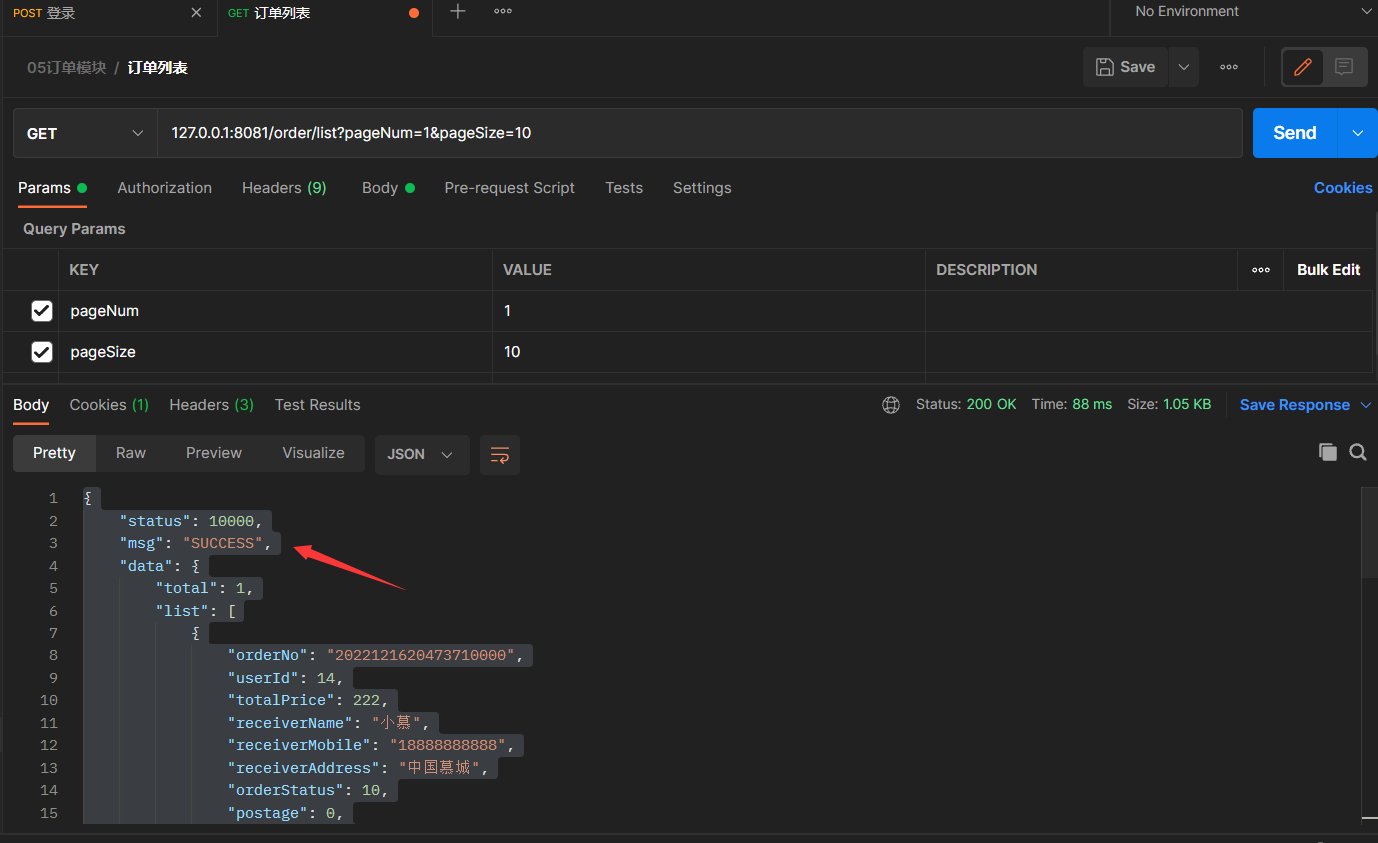 POST 登录
GET 订单列表
No Environment
05订单模块 / 订单列表
Save
GET
127.0.0.1:8081/order/list?pageNum=1&pageSize=10
Send
Params Authorization Headers (9) Body Pre-request Script Tests Settings Cookies
Query Params
KEY VALUE DESCRIPTION Bulk Edit
pageNum 1
pageSize 10
Body Cookies (1) Headers (3) Test Results Status: 200 OK Time: 88 ms Size: 1.05 KB Save Response
Pretty Raw Preview Visualize JSON
1 {
2 "status": 10000,
3 "msg": "SUCCESS",
4 "data": {
5 "total": 1,
6 "list": [
7 {
8 "orderNo": "2022121620473710000",
9 "userId": 14,
10 "totalPrice": 222,
11 "receiverName": "小慕",
12 "receiverMobile": "18888888888",
13 "receiverAddress": "中国慕城",
14 "orderStatus": 10,
15 "postage": 0,